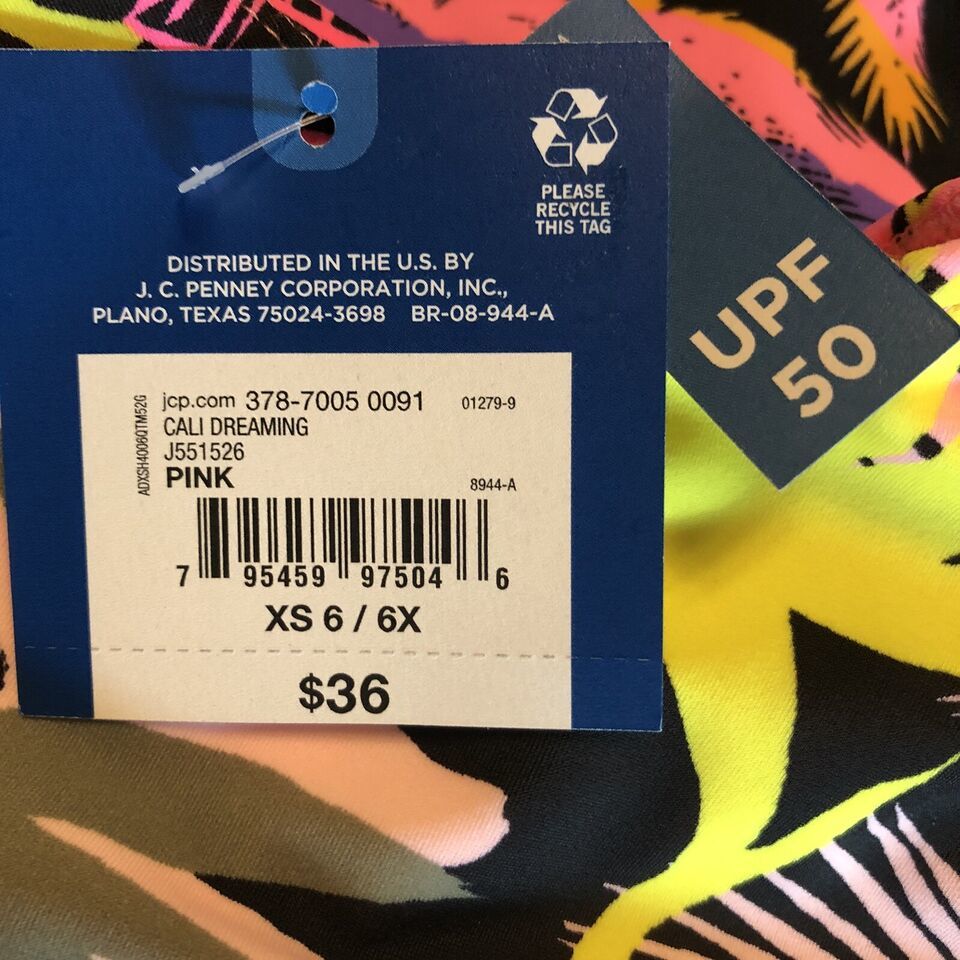 PLEASE
RECYCLE
THIS TAG
DISTRIBUTED IN THE U.S. BY
J. C. PENNEY CORPORATION, INC.,
PLANO, TEXAS 75024-3698 BR-08-944-A
UPF
50
ADXSH4006QTM52G
jcp.com 378-7005 0091 01279-9
CALI DREAMING
J551526
PINK 8944-A
7 95459 97504 6
XS 6 / 6X
$36